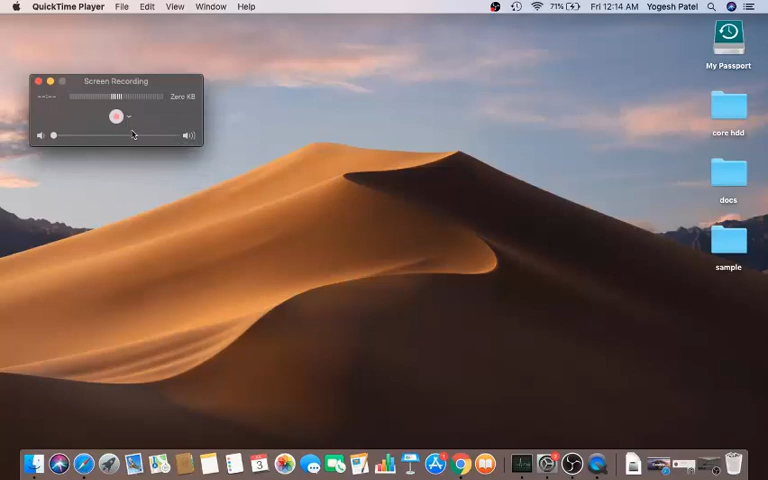 QuickTime Player File Edit View Window Help 71% Fri 12:14 AM Yogesh Patel
Screen Recording
--:-- Zero KB
My Passport
core hdd
docs
sample
3